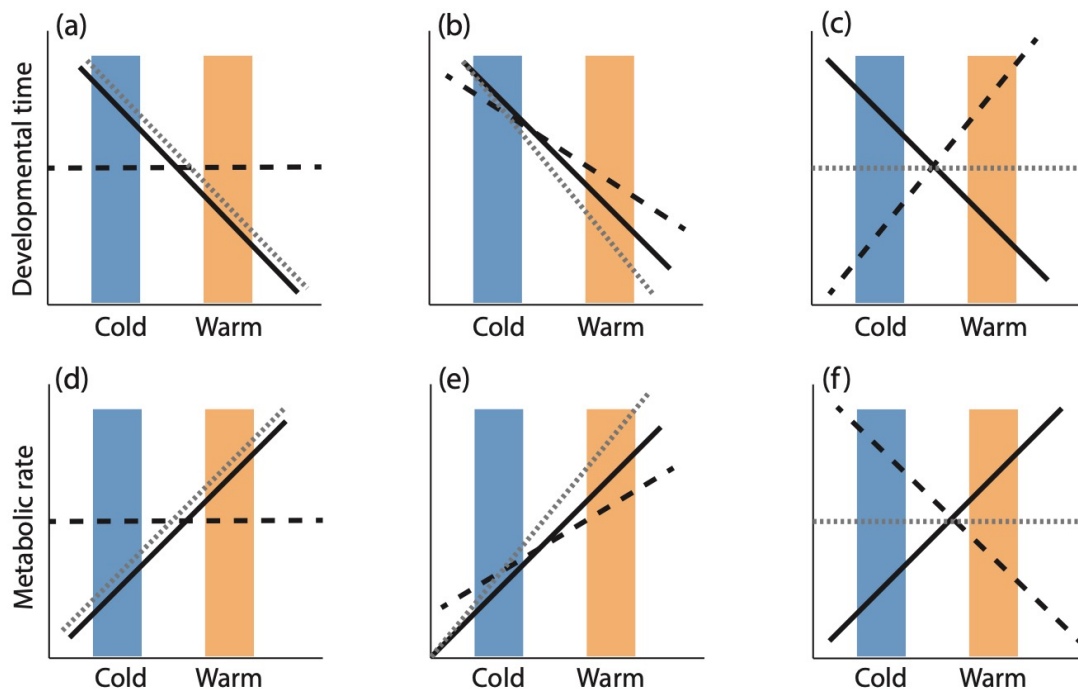 (a) (b) (c)
Developmental time
Cold Warm Cold Warm Cold Warm
(d) (e) (f)
Metabolic rate
Cold Warm Cold Warm Cold Warm